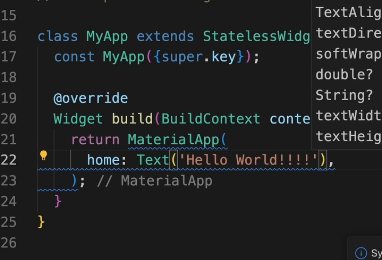 15
16 class MyApp extends StatelessWidg
17 const MyApp({super.key});
18
19 @override
20 Widget build(BuildContext conte
21 return MaterialApp(
22 home: Text('Hello World!!!!'),
23 ); // MaterialApp
24 }
25 }
26
TextAlig
textDire
softWrap
double?
String?
textWidt
textHeig
Sy